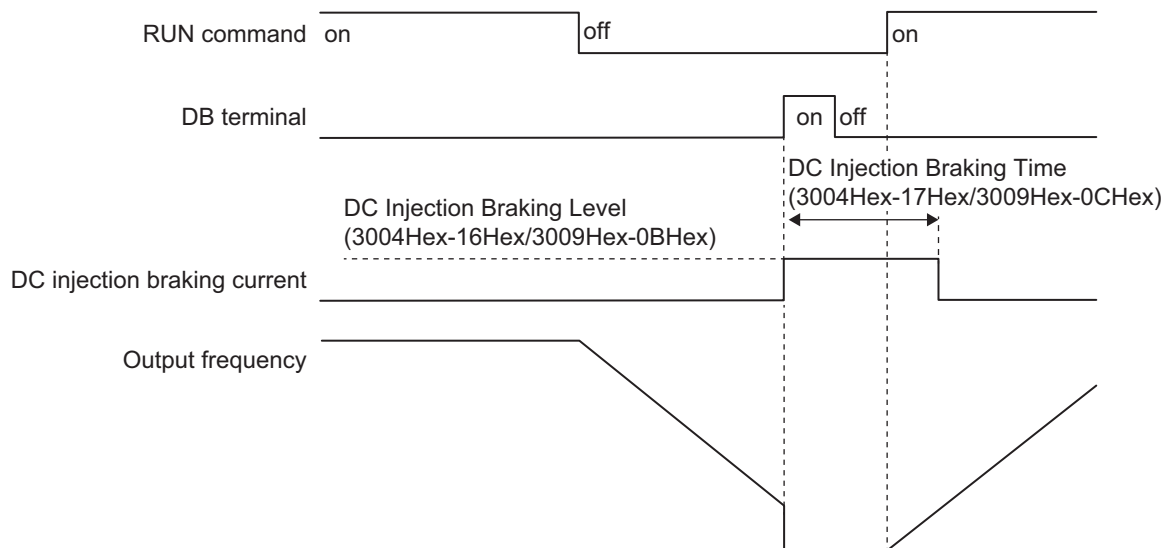 RUN command
on
off
on
DB terminal
on
off
DC Injection Braking Time
(3004Hex-17Hex/3009Hex-0CHex)
DC Injection Braking Level
(3004Hex-16Hex/3009Hex-0BHex)
DC injection braking current
Output frequency